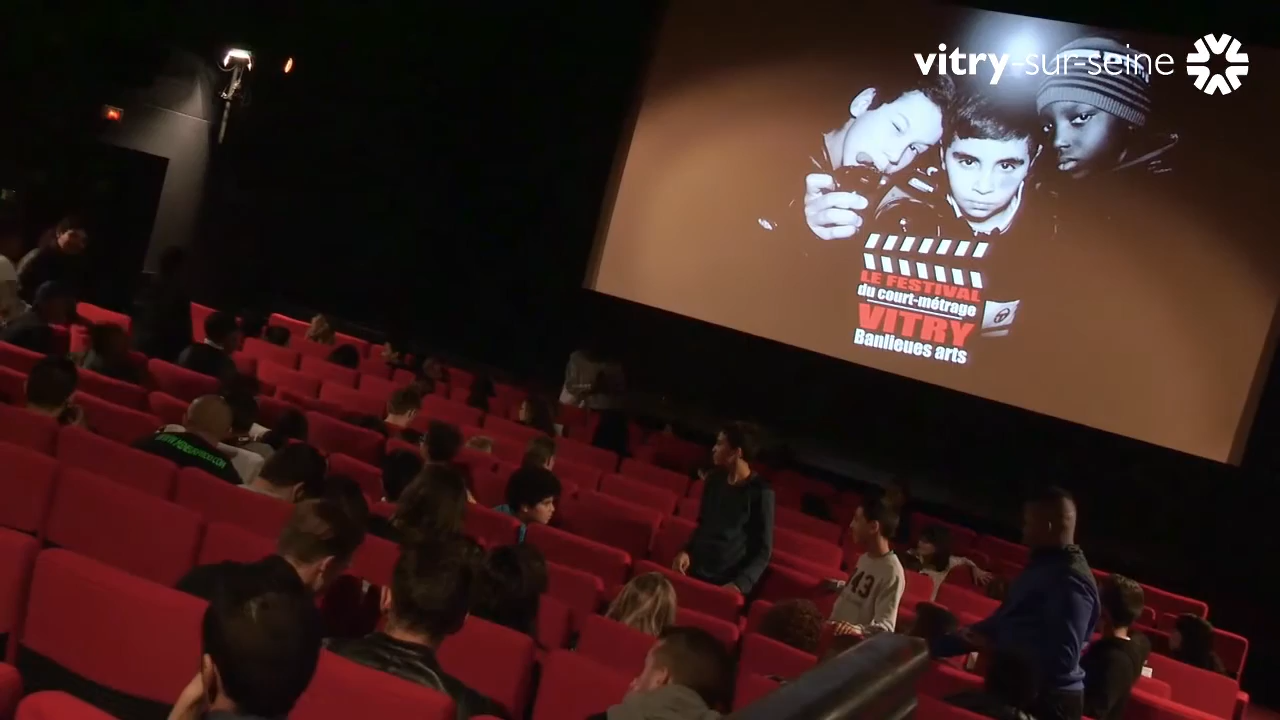 vitry-sur-seine
LE FESTIVAL
du court-métrage
VITRY
Banlieues arts
43